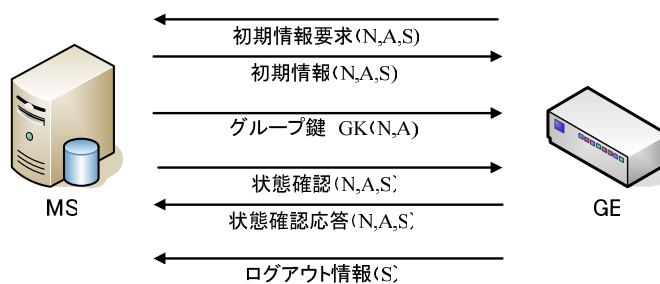 初期情報要求(N,A,S)
初期情報(N,A,S)
グループ鍵 GK(N,A)
状態確認(N,A,S)
MS
GE
状態確認応答(N,A,S)
ログアウト情報(S)